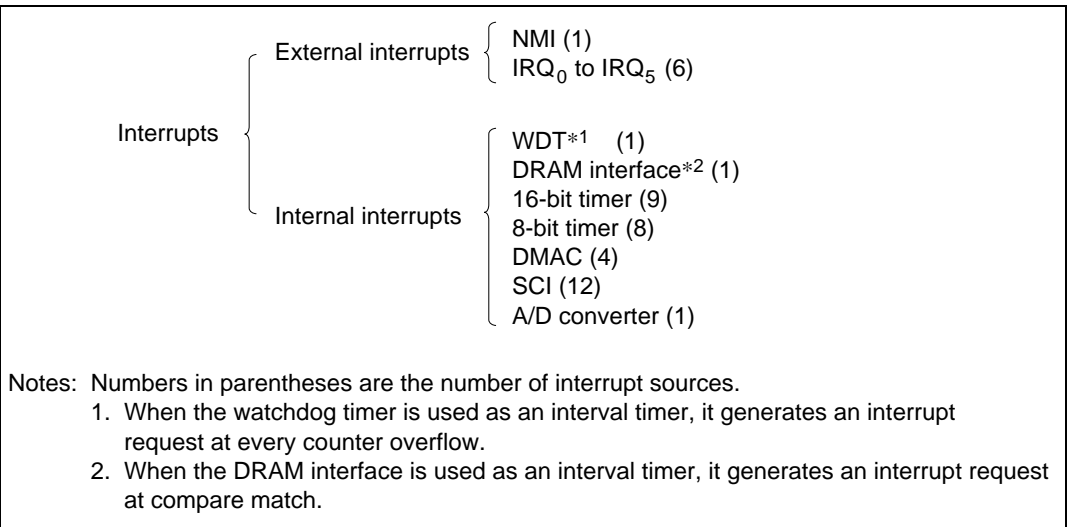 Interrupts
External interrupts
NMI (1)
IRQ0 to IRQ5 (6)
Internal interrupts
WDT*1 (1)
DRAM interface*2 (1)
16-bit timer (9)
8-bit timer (8)
DMAC (4)
SCI (12)
A/D converter (1)
Notes: Numbers in parentheses are the number of interrupt sources.
1. When the watchdog timer is used as an interval timer, it generates an interrupt
request at every counter overflow.
2. When the DRAM interface is used as an interval timer, it generates an interrupt request
at compare match.